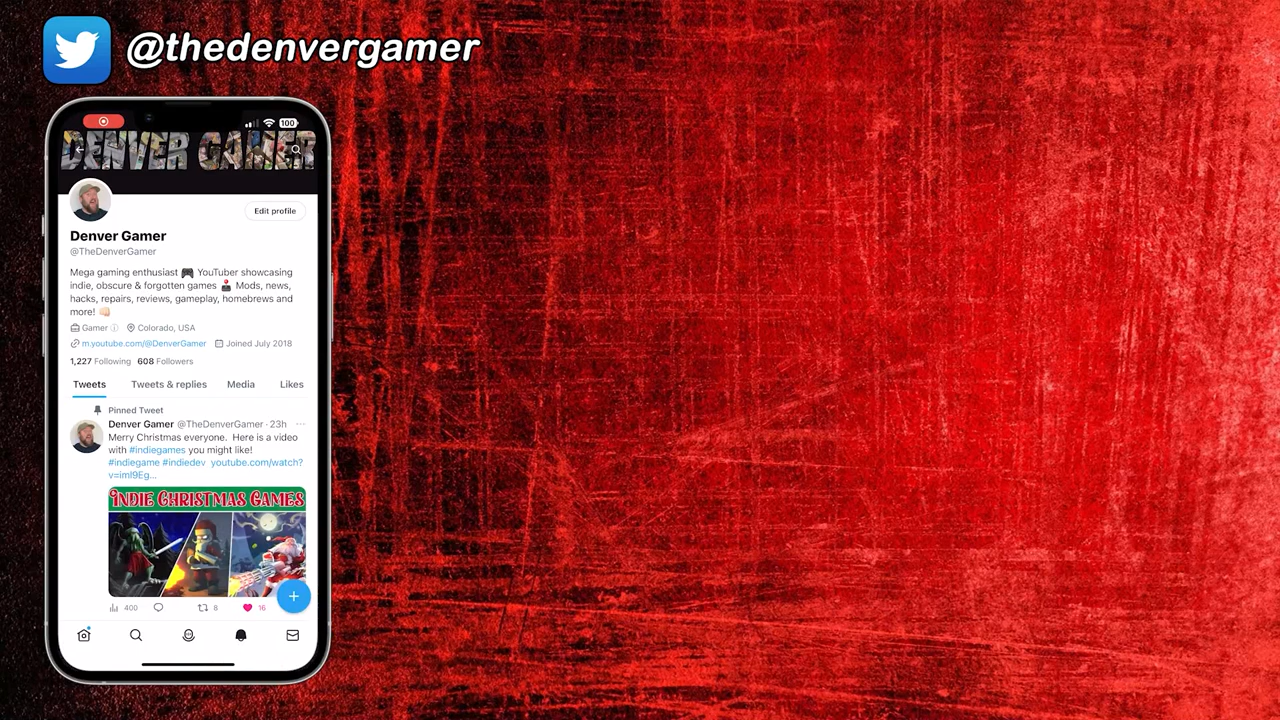 @thedenvergamer
100
DENVER GAMER
Edit profile
Denver Gamer
@TheDenverGamer
Mega gaming enthusiast 🎮 YouTuber showcasing
indie, obscure & forgotten games 🕹️ Mods, news,
hacks, repairs, reviews, gameplay, homebrews and
more! 👊🏻
Gamer Colorado, USA
m.youtube.com/@DenverGamer Joined July 2018
1,227 Following 608 Followers
Tweets Tweets & replies Media Likes
Pinned Tweet
Denver Gamer @TheDenverGamer · 23h
Merry Christmas everyone. Here is a video
with #indiegames you might like!
#indiegame #indiedev youtube.com/watch?
v=iml9Eg...
INDIE CHRISTMAS GAMES
400 8 16